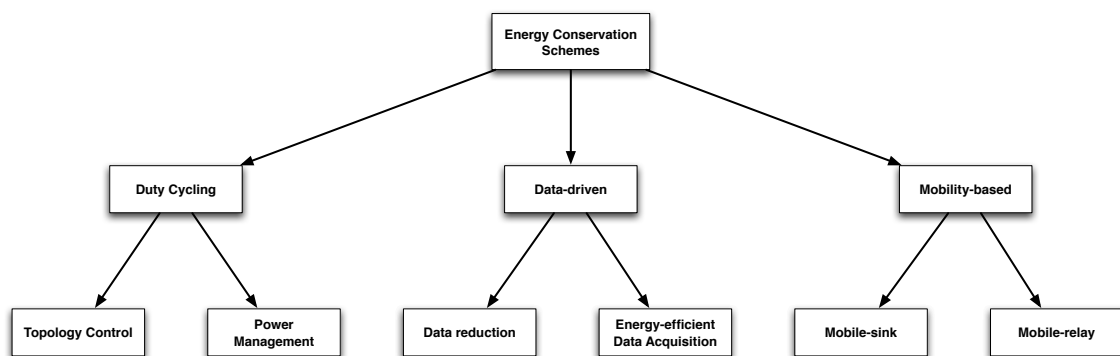 Energy Conservation
Schemes
Duty Cycling
Data-driven
Mobility-based
Topology Control
Power
Management
Data reduction
Energy-efficient
Data Acquisition
Mobile-sink
Mobile-relay